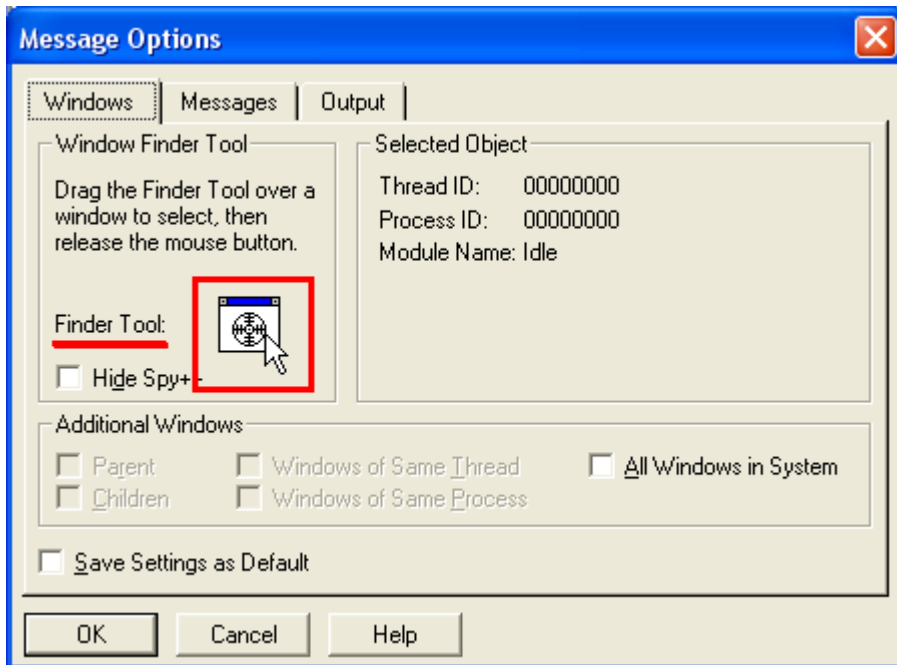 Message Options
Windows
Messages
Output
Window Finder Tool
Drag the Finder Tool over a
window to select, then
release the mouse button.
Finder Tool:
Hide Spy++
Selected Object
Thread ID: 00000000
Process ID: 00000000
Module Name: Idle
Additional Windows
Parent
Windows of Same Thread
All Windows in System
Children
Windows of Same Process
Save Settings as Default
OK
Cancel
Help